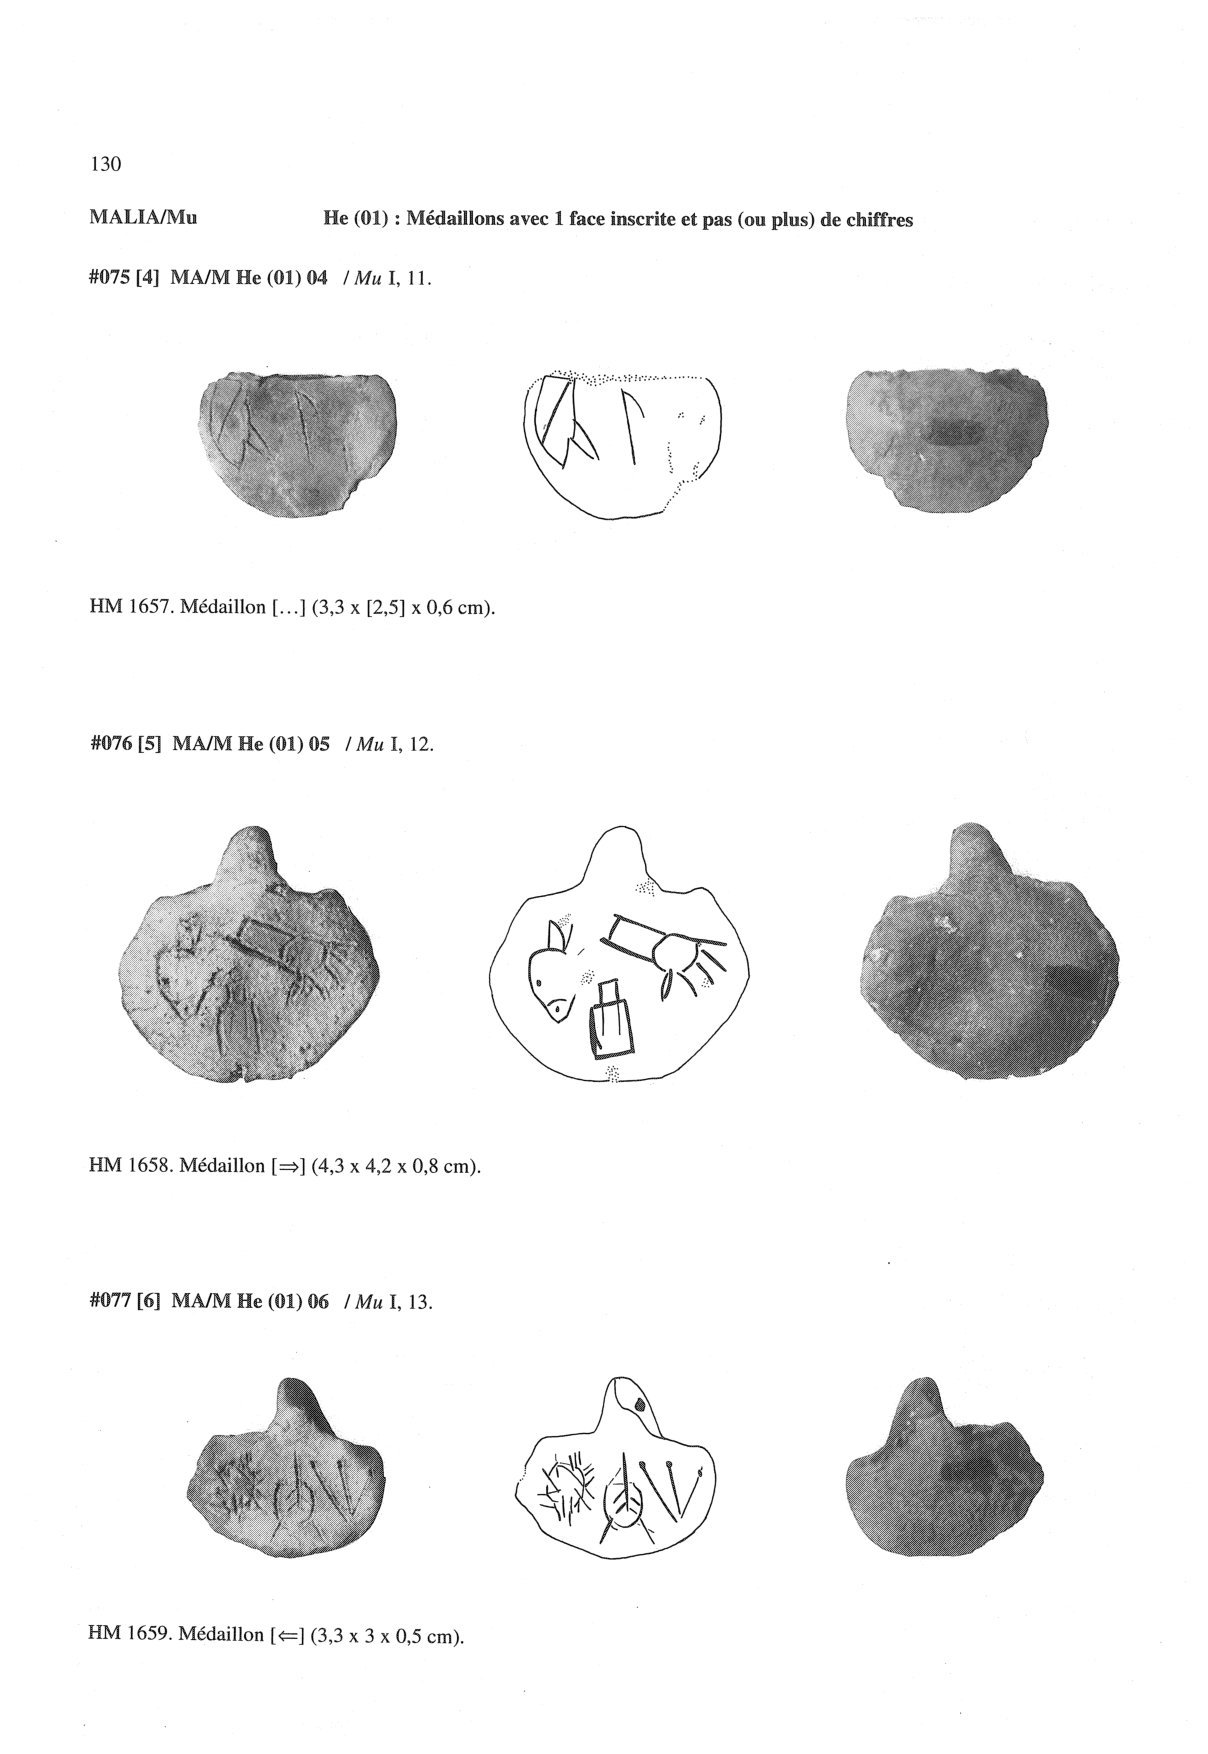 130
MALIA/Mu He (01) : Médaillons avec 1 face inscrite et pas (ou plus) de chiffres
#075 [4] MA/M He (01) 04 / Mu I, 11.
HM 1657. Médaillon [...] (3,3 x [2,5] x 0,6 cm).
#076 [5] MA/M He (01) 05 / Mu I, 12.
HM 1658. Médaillon [⇒] (4,3 x 4,2 x 0,8 cm).
#077 [6] MA/M He (01) 06 / Mu I, 13.
HM 1659. Médaillon [⇐] (3,3 x 3 x 0,5 cm).